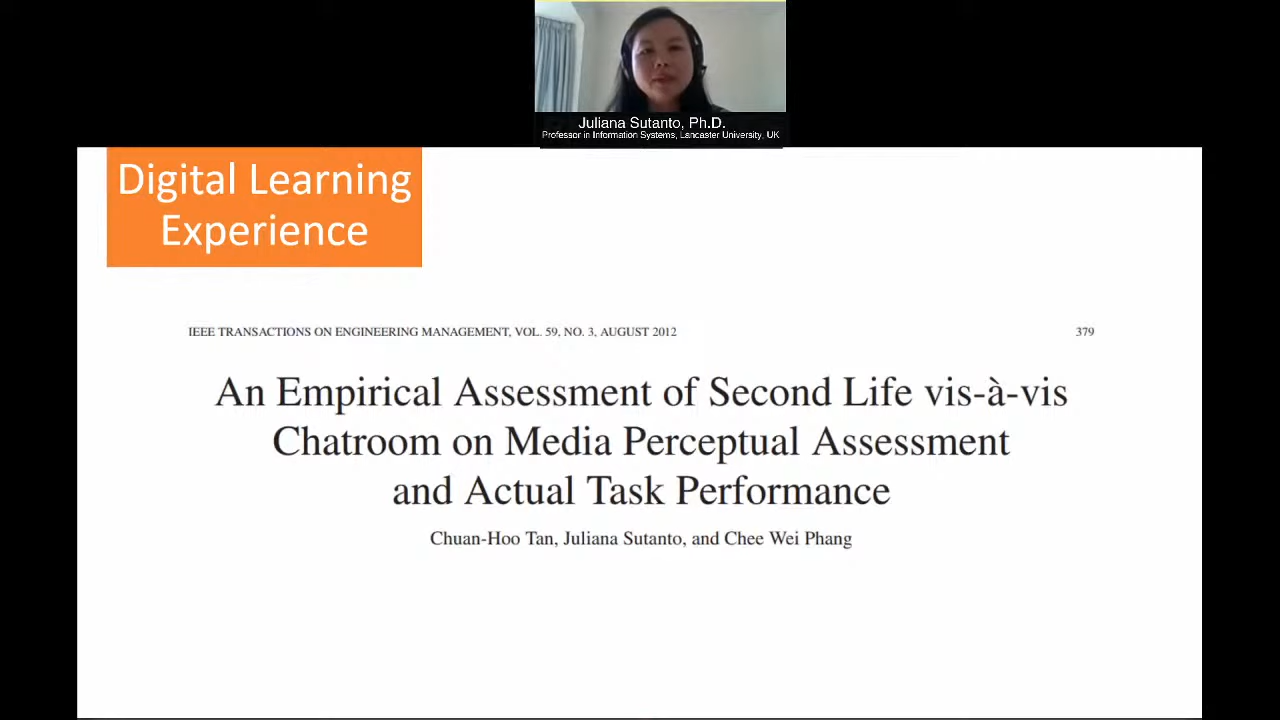 Juliana Sutanto, Ph.D.
Professor in Information Systems, Lancaster University, UK
Digital Learning
Experience
IEEE TRANSACTIONS ON ENGINEERING MANAGEMENT, VOL. 59, NO. 3, AUGUST 2012 379
An Empirical Assessment of Second Life vis-à-vis
Chatroom on Media Perceptual Assessment
and Actual Task Performance
Chuan-Hoo Tan, Juliana Sutanto, and Chee Wei Phang